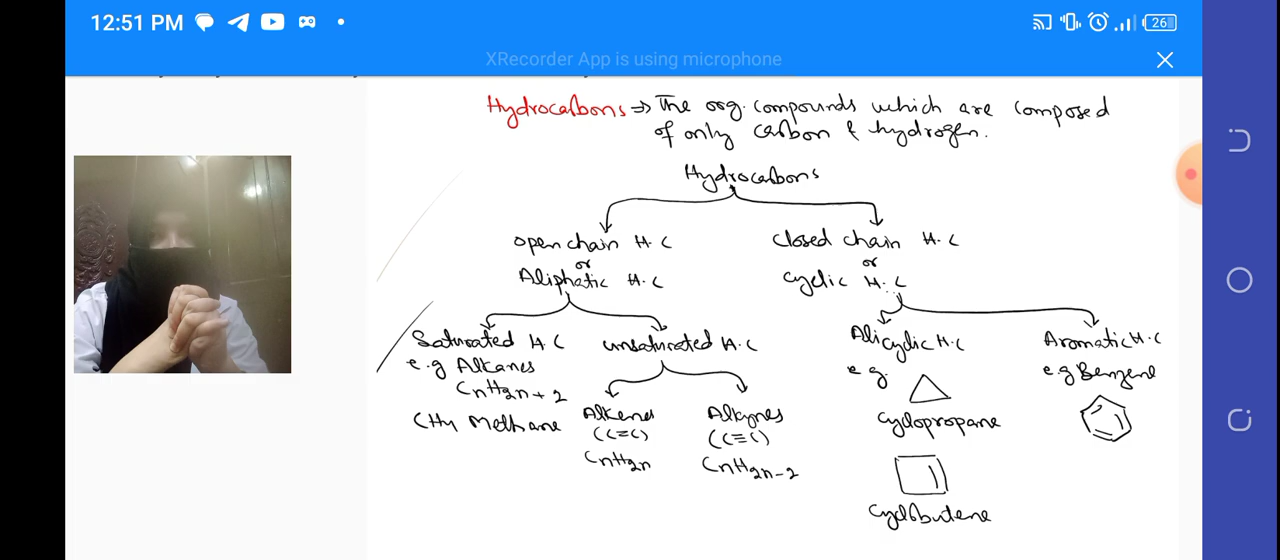 12:51 PM
26
XRecorder App is using microphone
Hydrocarbons ⇒ The org. compounds which are composed
of only carbon & hydrogen.
Hydrocarbons
open chain H.C
or
Aliphatic H.C
closed chain H.C
or
cyclic H.C
Saturated H.C
e.g Alkanes
CnH2n+2
CH4 Methane
unsaturated H.C
Alkenes
(C=C)
CnH2n
Alkynes
(C≡C)
CnH2n-2
Alicyclic H.C
e.g.
cyclopropane
cyclobutene
Aromatic H.C
e.g Benzene